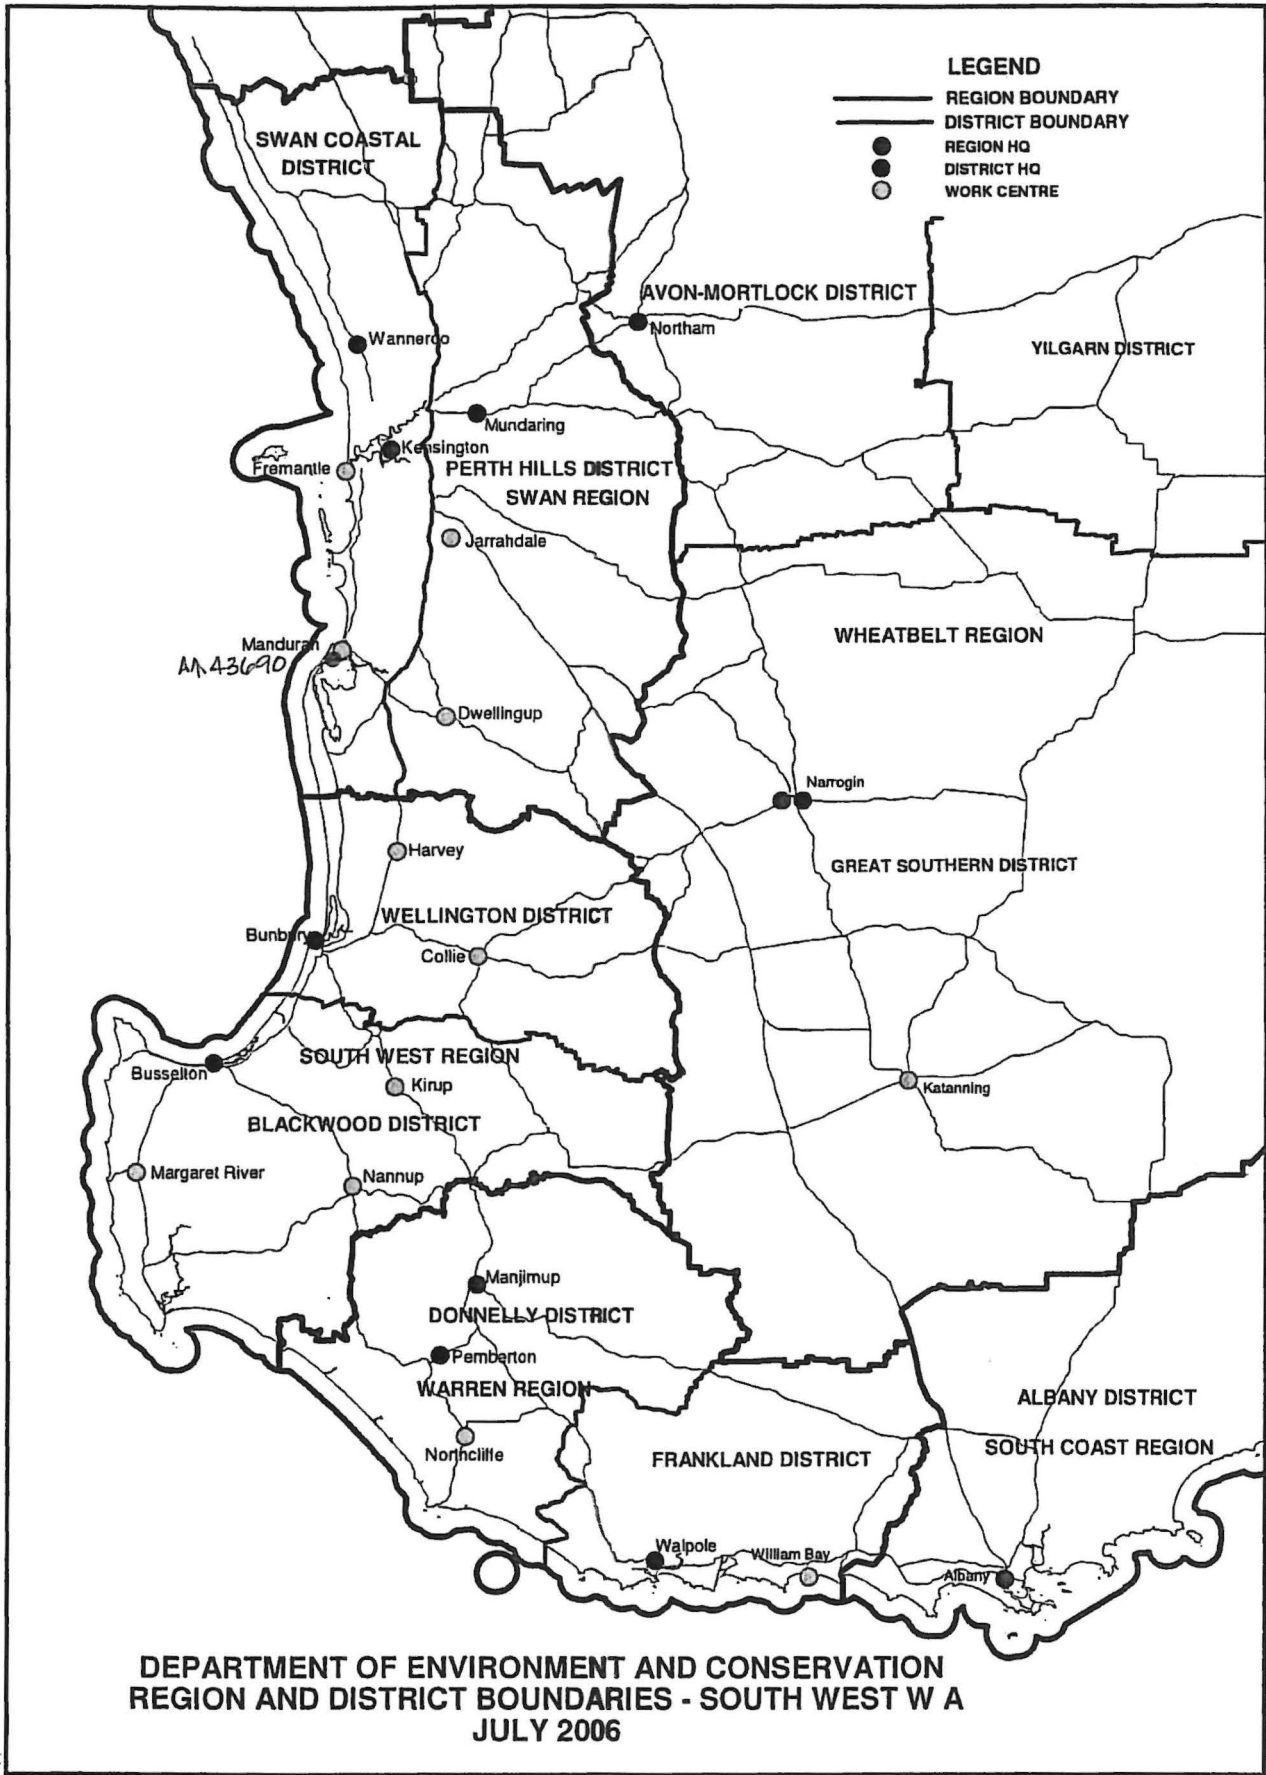 LEGEND
REGION BOUNDARY
DISTRICT BOUNDARY
REGION HQ
DISTRICT HQ
WORK CENTRE
SWAN COASTAL
DISTRICT
AVON-MORTLOCK DISTRICT
Northam
YILGARN DISTRICT
Wanneroo
Mundaring
Kensington
Fremantle
PERTH HILLS DISTRICT
SWAN REGION
Jarrahdale
WHEATBELT REGION
Mandurah
43690
Dwellingup
Narrogin
Harvey
GREAT SOUTHERN DISTRICT
WELLINGTON DISTRICT
Bunbury
Collie
SOUTH WEST REGION
Busselton
Kirup
Katanning
BLACKWOOD DISTRICT
Margaret River
Nannup
Manjimup
DONNELLY DISTRICT
Pemberton
WARREN REGION
ALBANY DISTRICT
Northcliffe
FRANKLAND DISTRICT
SOUTH COAST REGION
Walpole
William Bay
Albany
DEPARTMENT OF ENVIRONMENT AND CONSERVATION
REGION AND DISTRICT BOUNDARIES - SOUTH WEST W A
JULY 2006